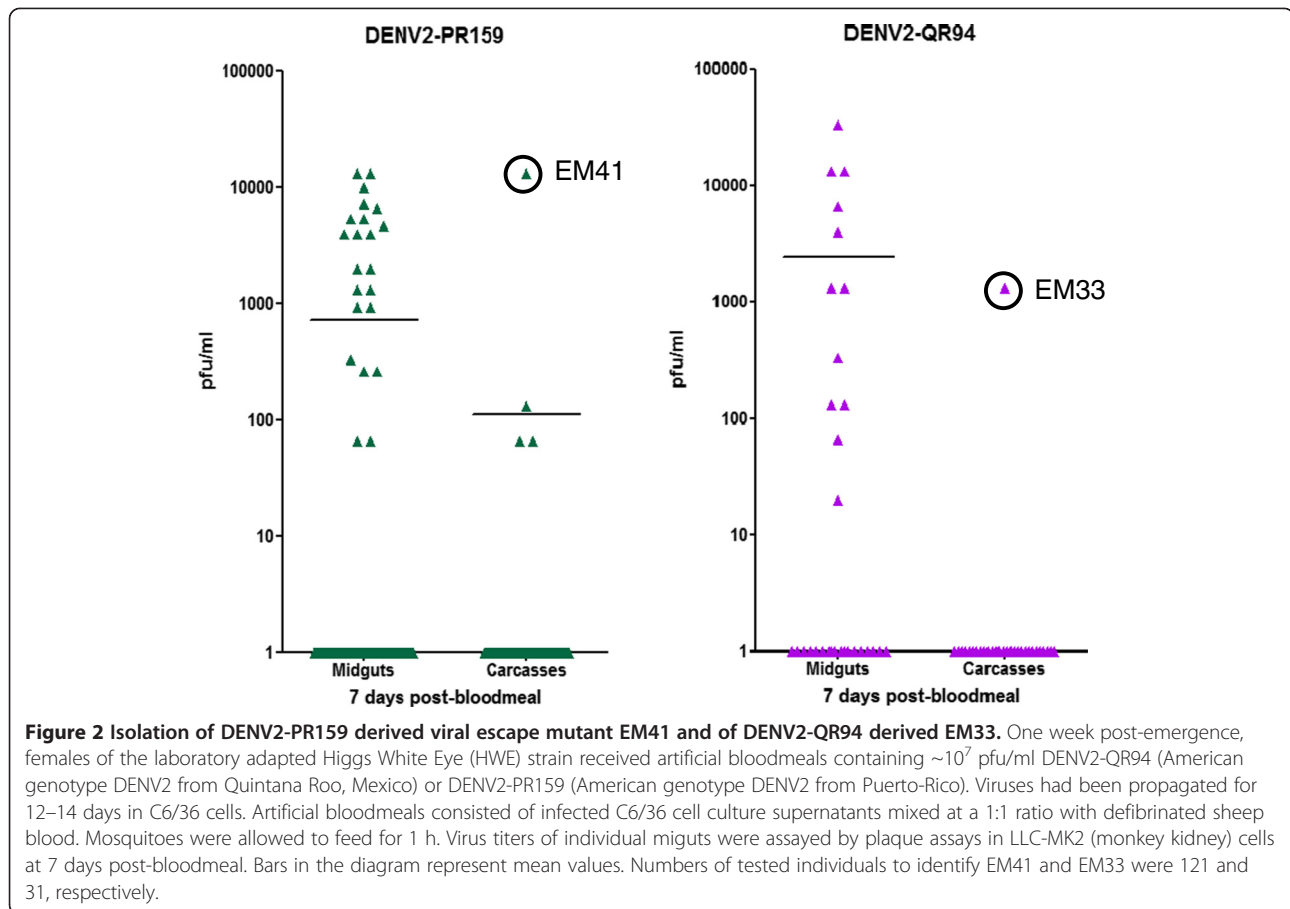 DENV2-PR159
100000
10000
1000
100
10
1
pfu/ml
EM41
Midguts
Carcasses
7 days post-bloodmeal
DENV2-QR94
100000
10000
1000
100
10
1
pfu/ml
EM33
Midguts
Carcasses
7 days post-bloodmeal
Figure 2 Isolation of DENV2-PR159 derived viral escape mutant EM41 and of DENV2-QR94 derived EM33. One week post-emergence,
females of the laboratory adapted Higgs White Eye (HWE) strain received artificial bloodmeals containing ~10⁷ pfu/ml DENV2-QR94 (American
genotype DENV2 from Quintana Roo, Mexico) or DENV2-PR159 (American genotype DENV2 from Puerto-Rico). Viruses had been propagated for
12–14 days in C6/36 cells. Artificial bloodmeals consisted of infected C6/36 cell culture supernatants mixed at a 1:1 ratio with defibrinated sheep
blood. Mosquitoes were allowed to feed for 1 h. Virus titers of individual miguts were assayed by plaque assays in LLC-MK2 (monkey kidney) cells
at 7 days post-bloodmeal. Bars in the diagram represent mean values. Numbers of tested individuals to identify EM41 and EM33 were 121 and
31, respectively.